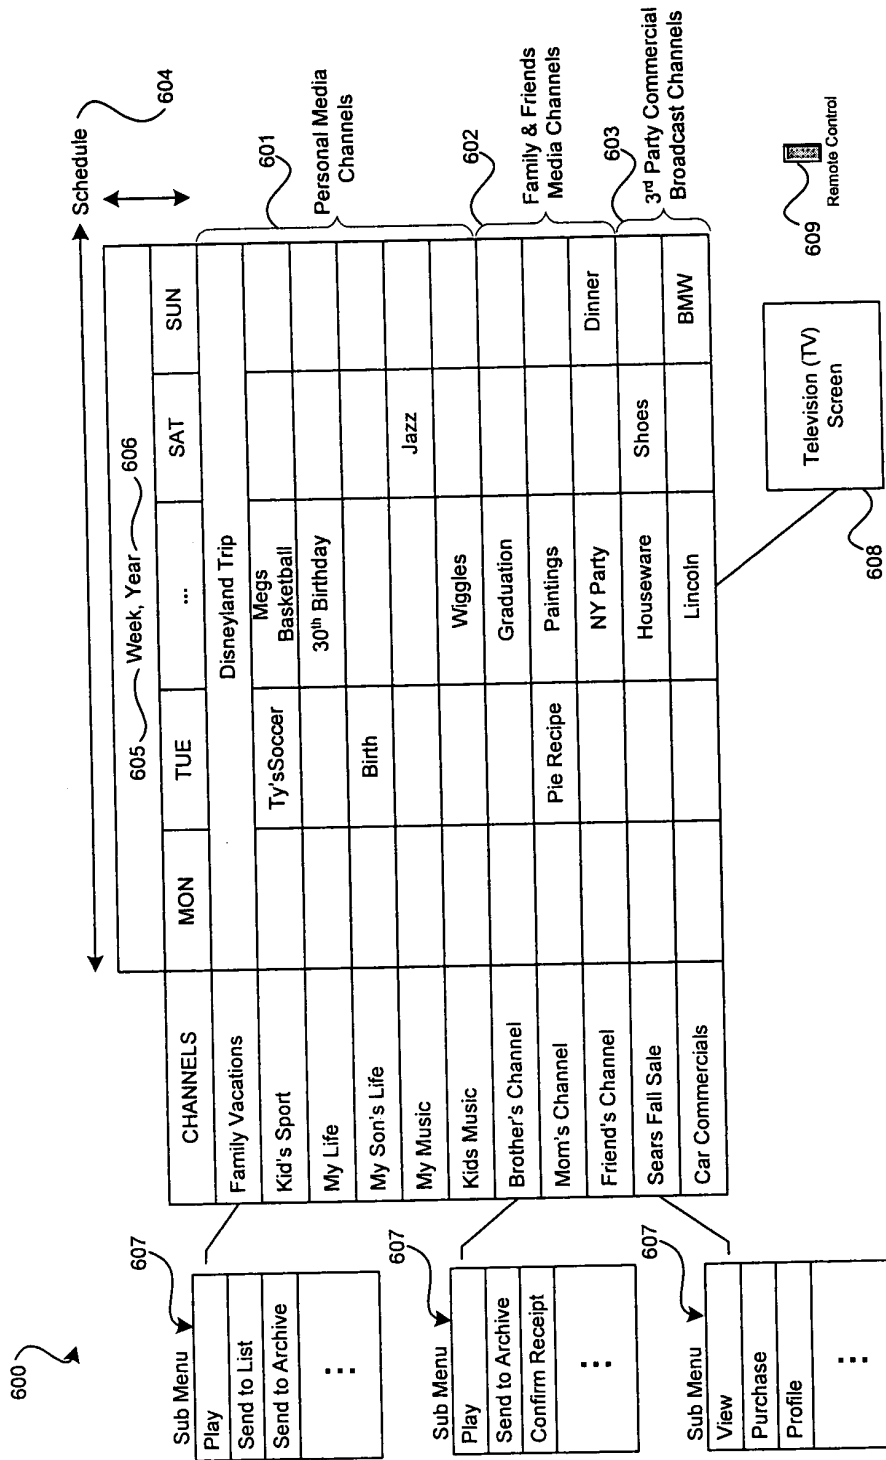 600
Schedule
604
605 Week, Year 606
CHANNELS MON TUE ... SAT SUN
Family Vacations Disneyland Trip
Kid's Sport Ty'sSoccer Megs
Basketball
My Life 30th Birthday
My Son's Life Birth
My Music Jazz
Kids Music Wiggles
Brother's Channel Graduation
Mom's Channel Pie Recipe Paintings
Friend's Channel NY Party Dinner
Sears Fall Sale Houseware Shoes
Car Commercials Lincoln BMW
601
Personal Media
Channels
602
Family & Friends
Media Channels
603
3rd Party Commercial
Broadcast Channels
607
Sub Menu
Play
Send to List
Send to Archive
⋮
607
Sub Menu
Play
Send to Archive
Confirm Receipt
⋮
607
Sub Menu
View
Purchase
Profile
⋮
Television (TV)
Screen
608
609
Remote Control